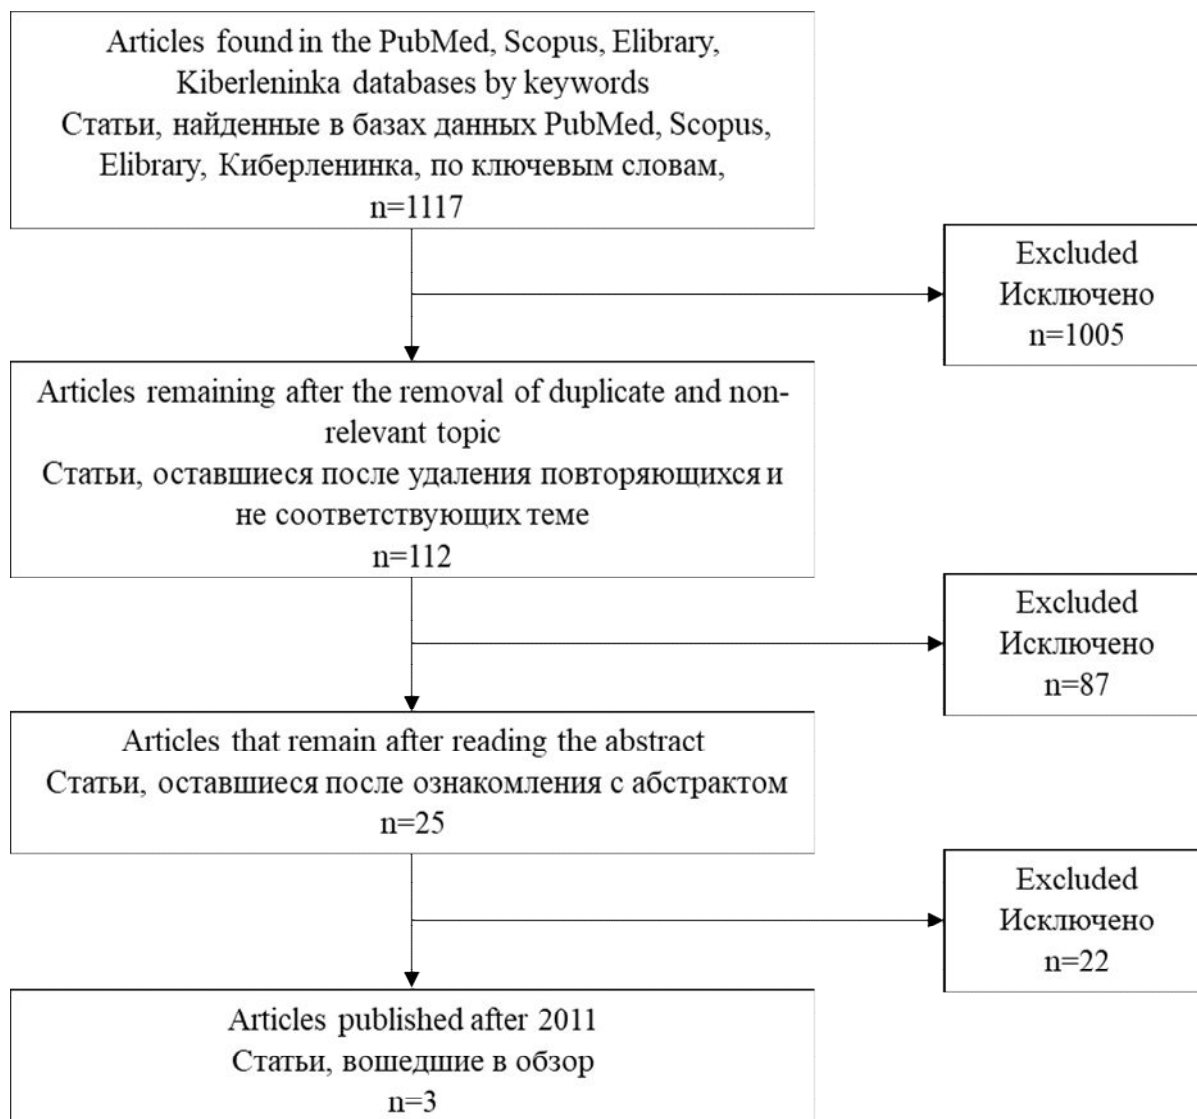 Articles found in the PubMed, Scopus, Elibrary,
Kiberleninka databases by keywords
Статьи, найденные в базах данных PubMed, Scopus,
Elibrary, Киберленинка, по ключевым словам,
n=1117
Excluded
Исключено
n=1005
Articles remaining after the removal of duplicate and non-
relevant topic
Статьи, оставшиеся после удаления повторяющихся и
не соответствующих теме
n=112
Excluded
Исключено
n=87
Articles that remain after reading the abstract
Статьи, оставшиеся после ознакомления с абстрактом
n=25
Excluded
Исключено
n=22
Articles published after 2011
Статьи, вошедшие в обзор
n=3